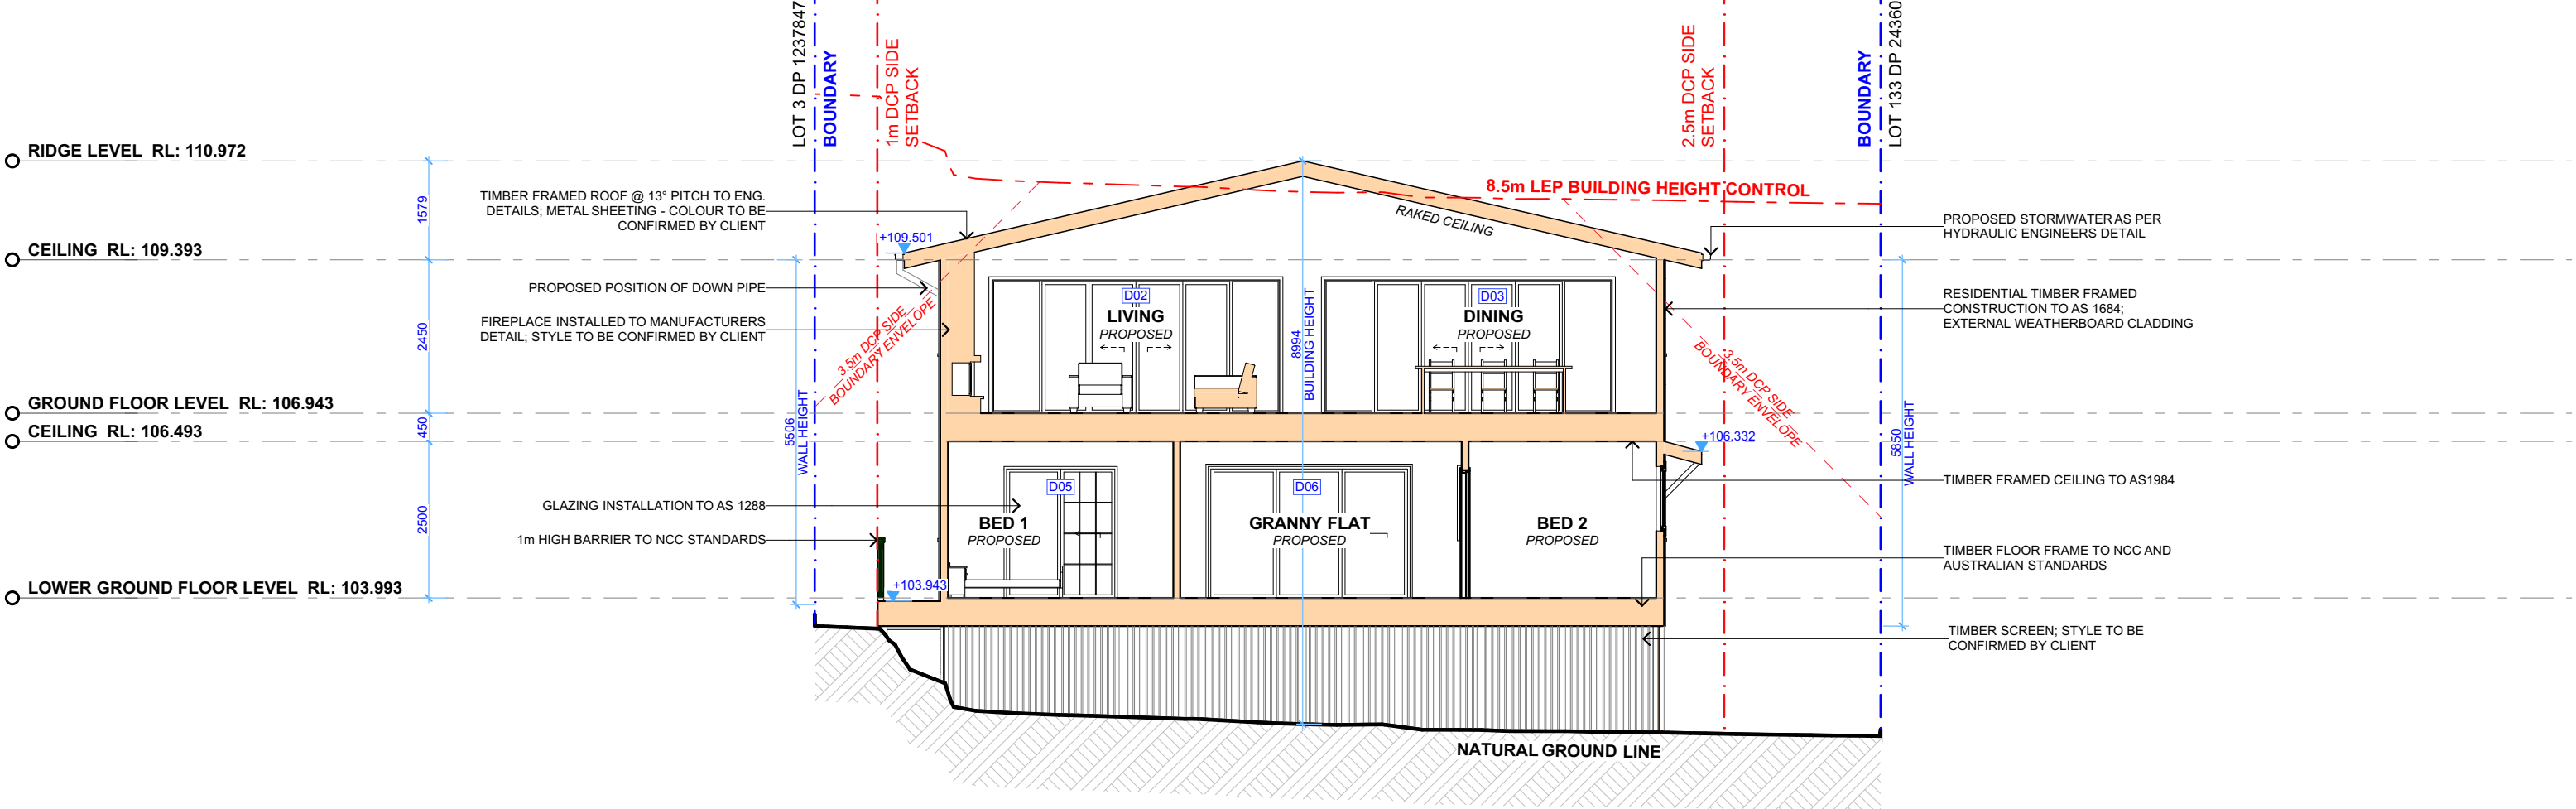 LOT 3 DP 1237847
BOUNDARY
1m DCP SIDE
SETBACK
2.5m DCP SIDE
SETBACK
BOUNDARY
LOT 133 DP 24360
RIDGE LEVEL RL: 110.972
CEILING RL: 109.393
GROUND FLOOR LEVEL RL: 106.943
CEILING RL: 106.493
LOWER GROUND FLOOR LEVEL RL: 103.993
1579
2450
450
2500
TIMBER FRAMED ROOF @ 13° PITCH TO ENG.
DETAILS; METAL SHEETING - COLOUR TO BE
CONFIRMED BY CLIENT
PROPOSED POSITION OF DOWN PIPE
FIREPLACE INSTALLED TO MANUFACTURERS
DETAIL; STYLE TO BE CONFIRMED BY CLIENT
GLAZING INSTALLATION TO AS 1288
1m HIGH BARRIER TO NCC STANDARDS
5506
WALL HEIGHT
+109.501
3.5m DCP SIDE
BOUNDARY ENVELOPE
+103.943
8.5m LEP BUILDING HEIGHT CONTROL
RAKED CEILING
D02
LIVING
PROPOSED
8994
BUILDING HEIGHT
D03
DINING
PROPOSED
D05
BED 1
PROPOSED
D06
GRANNY FLAT
PROPOSED
BED 2
PROPOSED
3.5m DCP SIDE
BOUNDARY ENVELOPE
+106.332
5850
WALL HEIGHT
PROPOSED STORMWATER AS PER
HYDRAULIC ENGINEERS DETAIL
RESIDENTIAL TIMBER FRAMED
CONSTRUCTION TO AS 1684;
EXTERNAL WEATHERBOARD CLADDING
TIMBER FRAMED CEILING TO AS1984
TIMBER FLOOR FRAME TO NCC AND
AUSTRALIAN STANDARDS
TIMBER SCREEN; STYLE TO BE
CONFIRMED BY CLIENT
NATURAL GROUND LINE